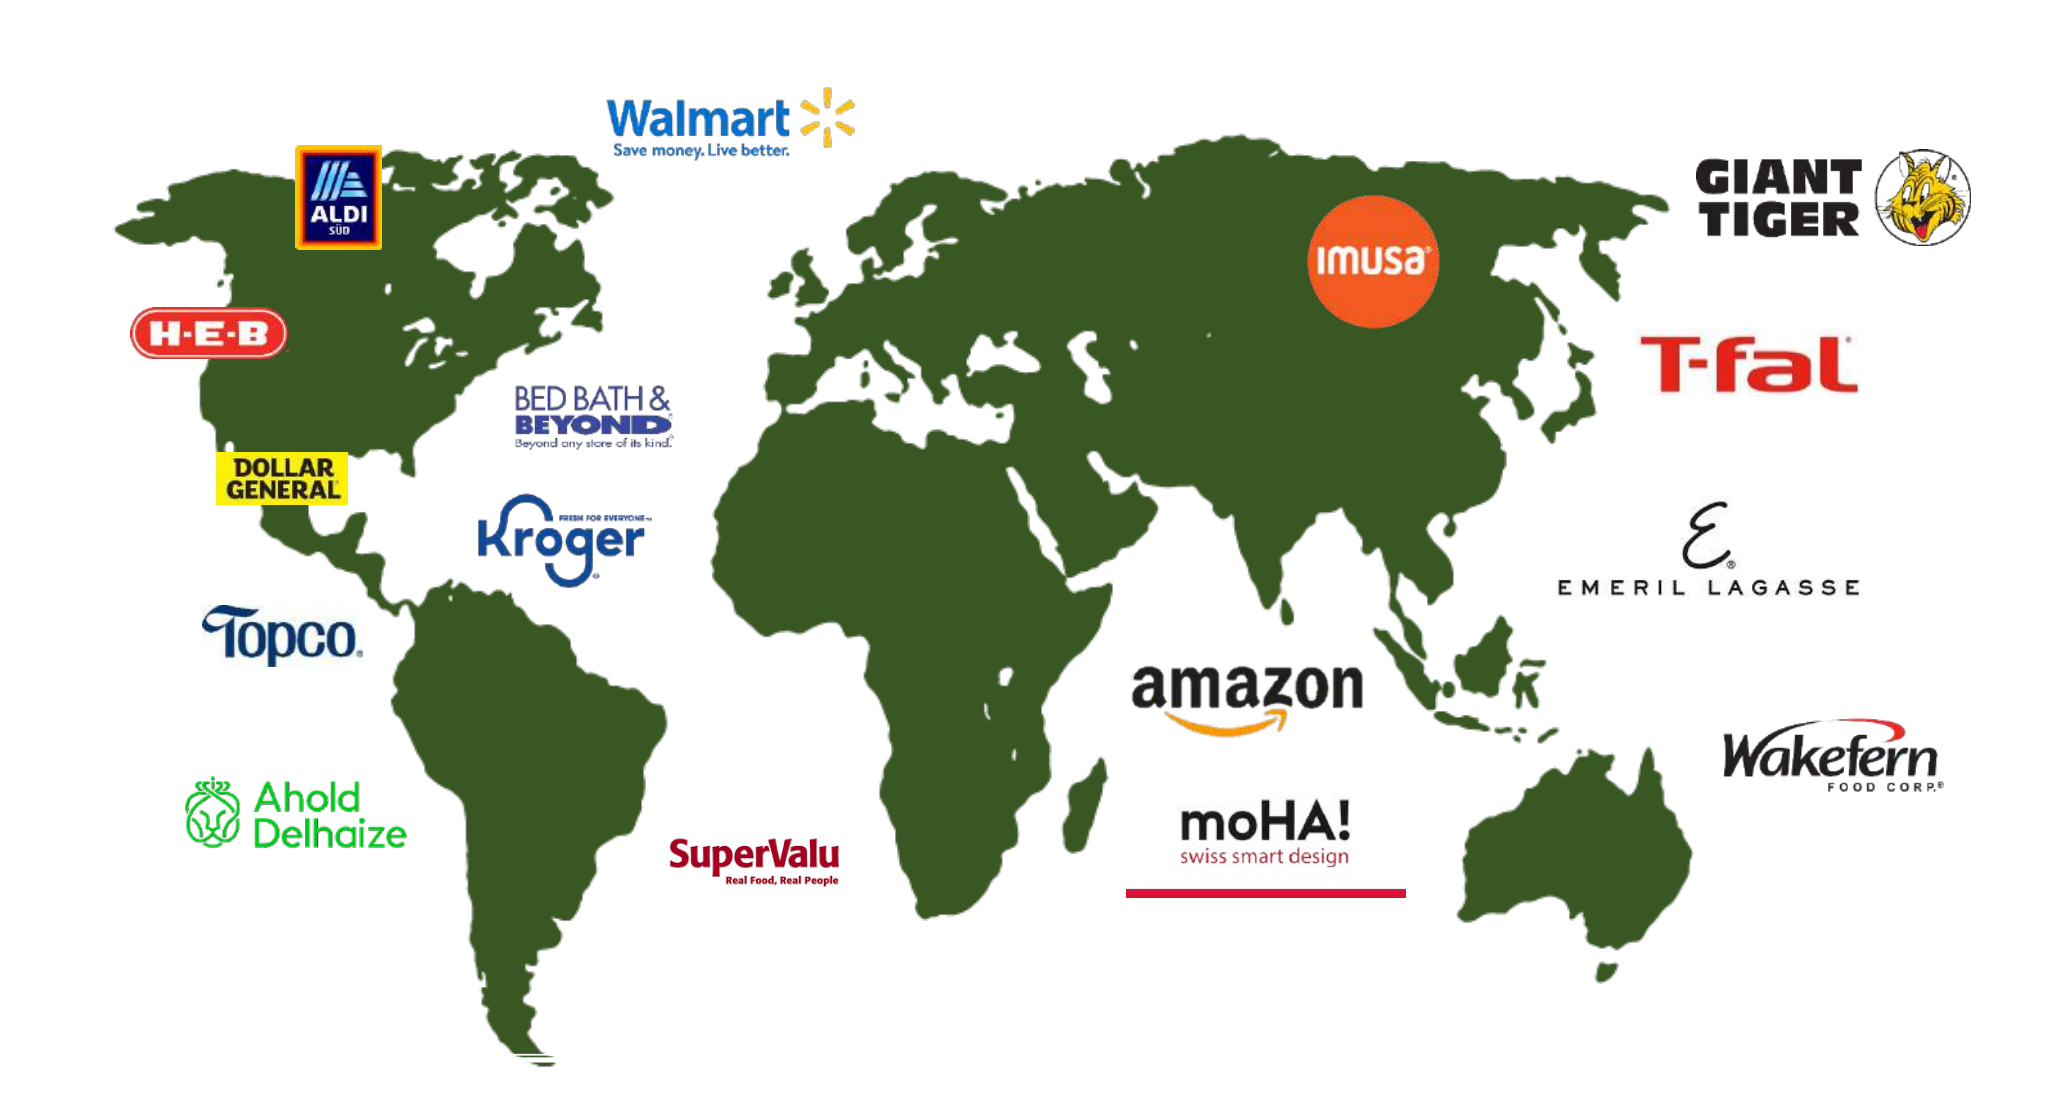 Walmart
Save money. Live better.
ALDI
SÜD
GIANT
TIGER
imusa
H-E-B
T-fal
BED BATH &
BEYOND
Beyond any store of its kind.
DOLLAR
GENERAL
FRESH FOR EVERYONE™
Kroger
E
EMERIL LAGASSE
Topco
amazon
Wakefern
FOOD CORP.®
Ahold
Delhaize
moHA!
swiss smart design
SuperValu
Real Food, Real People